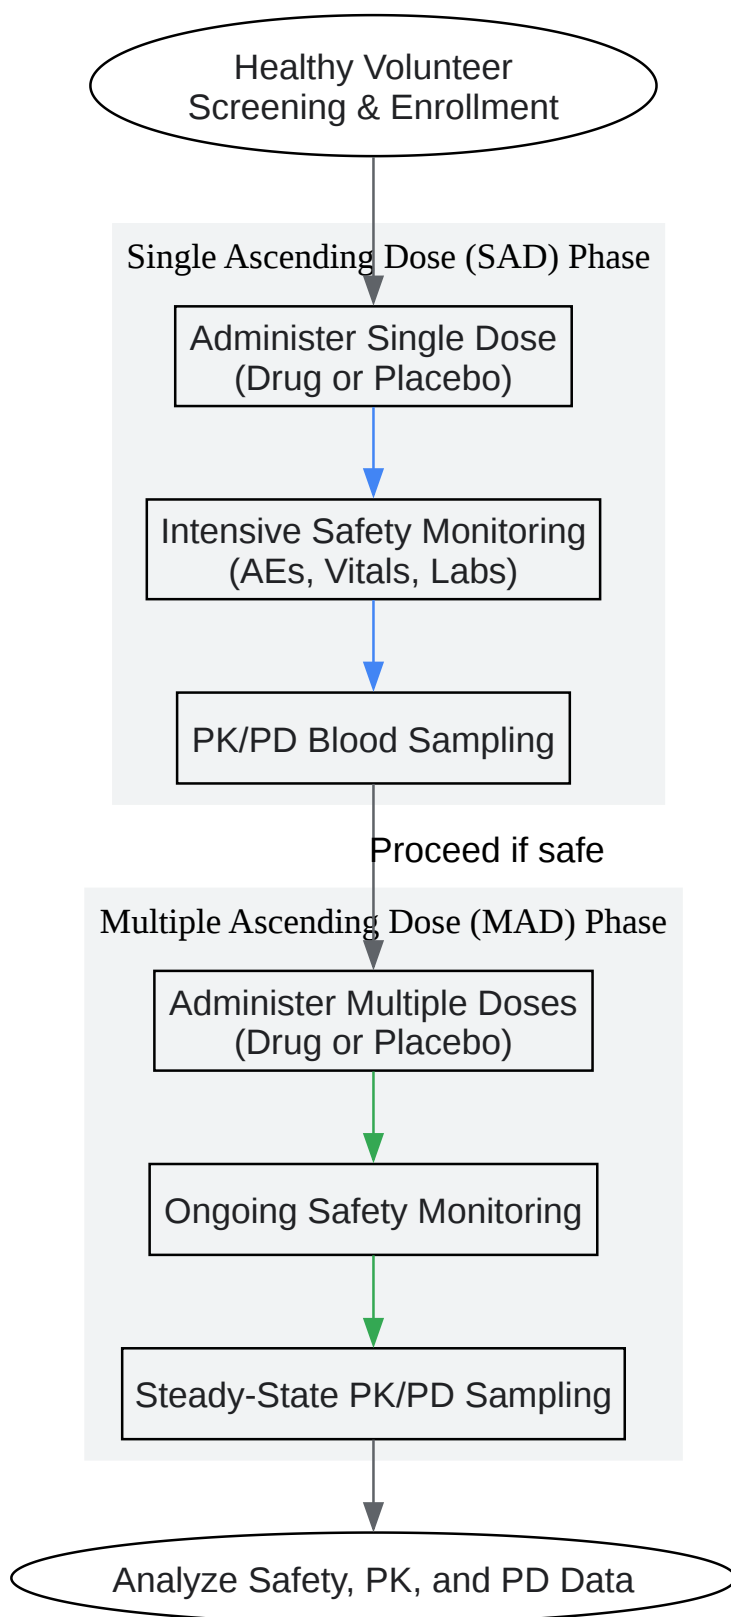 Healthy Volunteer
Screening & Enrollment
Single Ascending Dose (SAD) Phase
Administer Single Dose
(Drug or Placebo)
Intensive Safety Monitoring
(AEs, Vitals, Labs)
PK/PD Blood Sampling
Proceed if safe
Multiple Ascending Dose (MAD) Phase
Administer Multiple Doses
(Drug or Placebo)
Ongoing Safety Monitoring
Steady-State PK/PD Sampling
Analyze Safety, PK, and PD Data